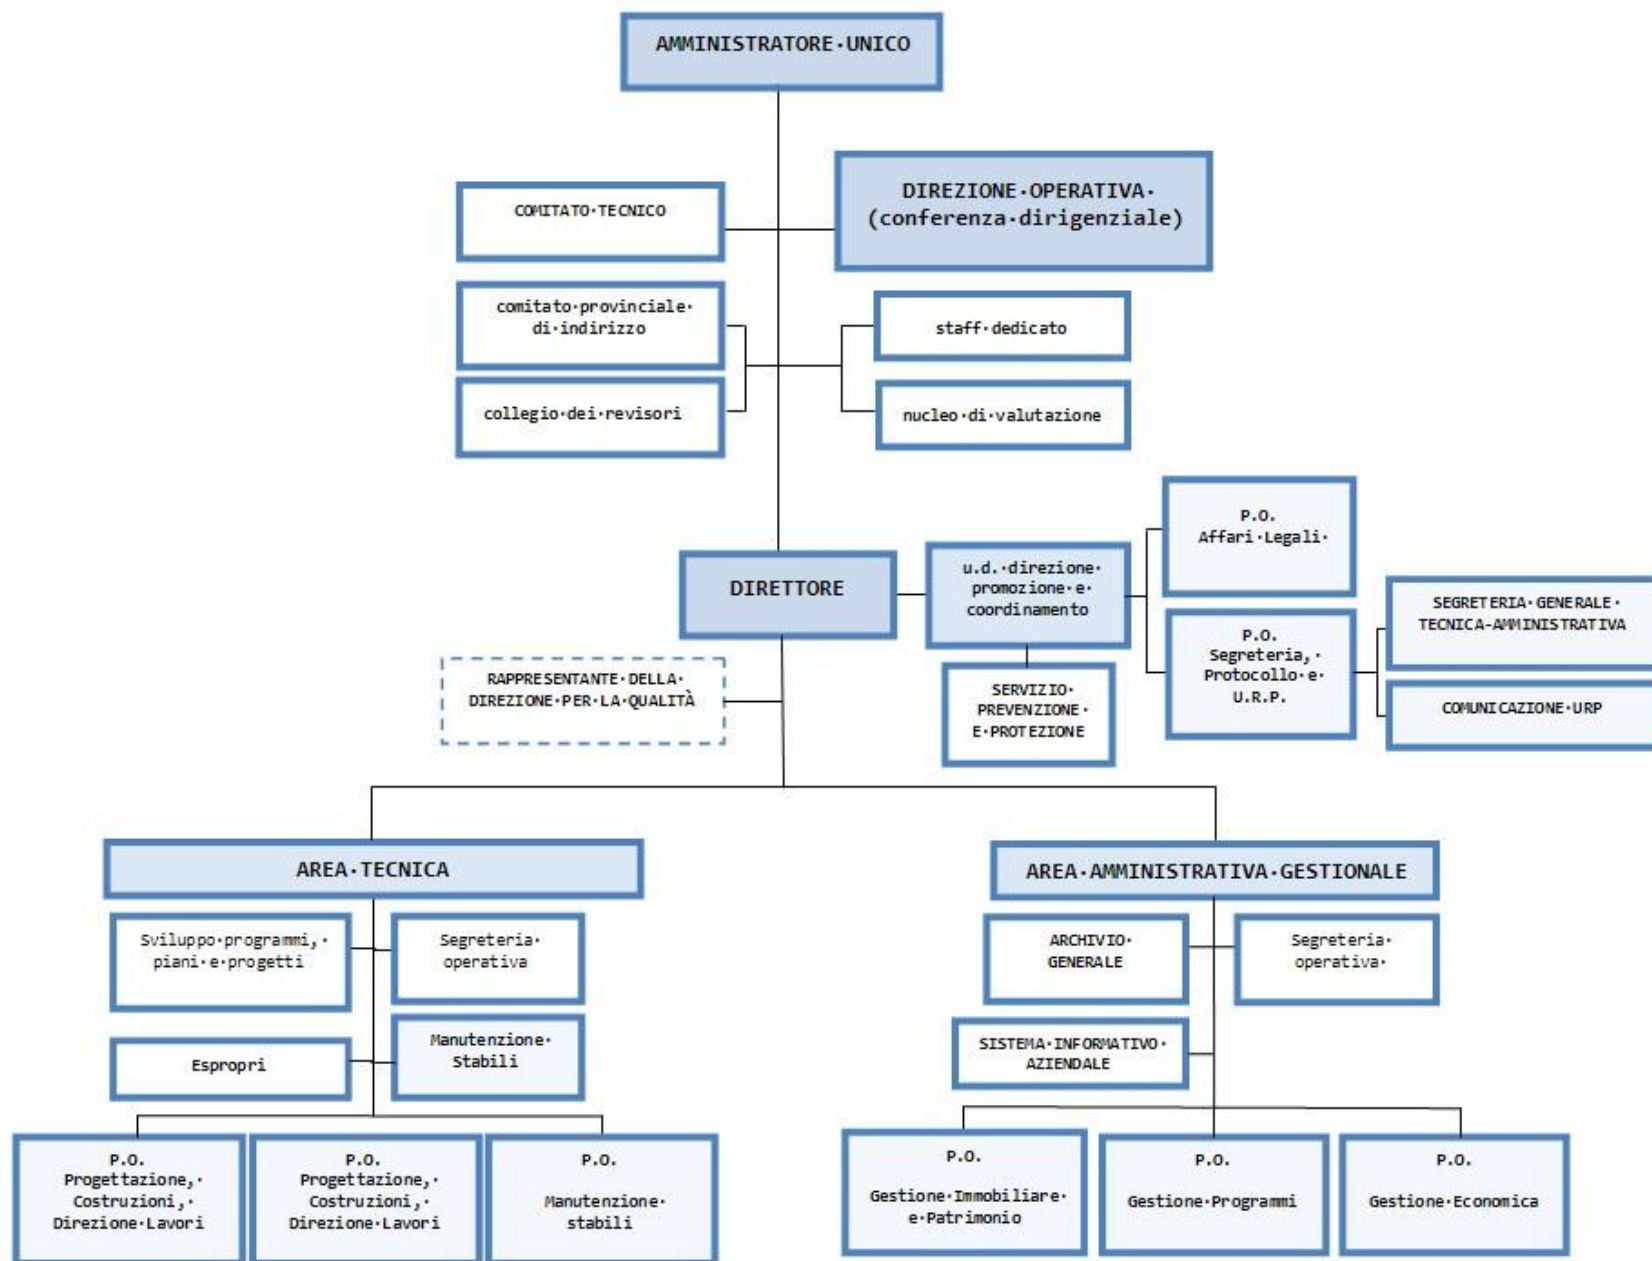 AMMINISTRATORE·UNICO
DIREZIONE·OPERATIVA·
(conferenza·dirigenziale)
COMITATO·TECNICO
comitato·provinciale·
di·indirizzo
staff·dedicato
collegio·dei·revisori
nucleo·di·valutazione
P.O.
Affari·Legali·
DIRETTORE
u.d.·direzione·
promozione·e·
coordinamento
SEGRETERIA·GENERALE·
TECNICA-AMMINISTRATIVA
P.O.
Segreteria,·
Protocollo·e·
U.R.P.
COMUNICAZIONE·URP
RAPPRESENTANTE·DELLA·
DIREZIONE·PER·LA·QUALITÀ
SERVIZIO·
PREVENZIONE·
E·PROTEZIONE
AREA·TECNICA
AREA·AMMINISTRATIVA·GESTIONALE
Sviluppo·programmi,·
piani·e·progetti
Segreteria·
operativa
ARCHIVIO·
GENERALE
Segreteria·
operativa·
Espropri
Manutenzione·
Stabili
SISTEMA·INFORMATIVO·
AZIENDALE
P.O.
Progettazione,·
Costruzioni,·
Direzione·Lavori
P.O.
Progettazione,·
Costruzioni,·
Direzione·Lavori
P.O.
Manutenzione·
stabili
P.O.
Gestione·Immobiliare·
e·Patrimonio
P.O.
Gestione·Programmi
P.O.
Gestione·Economica